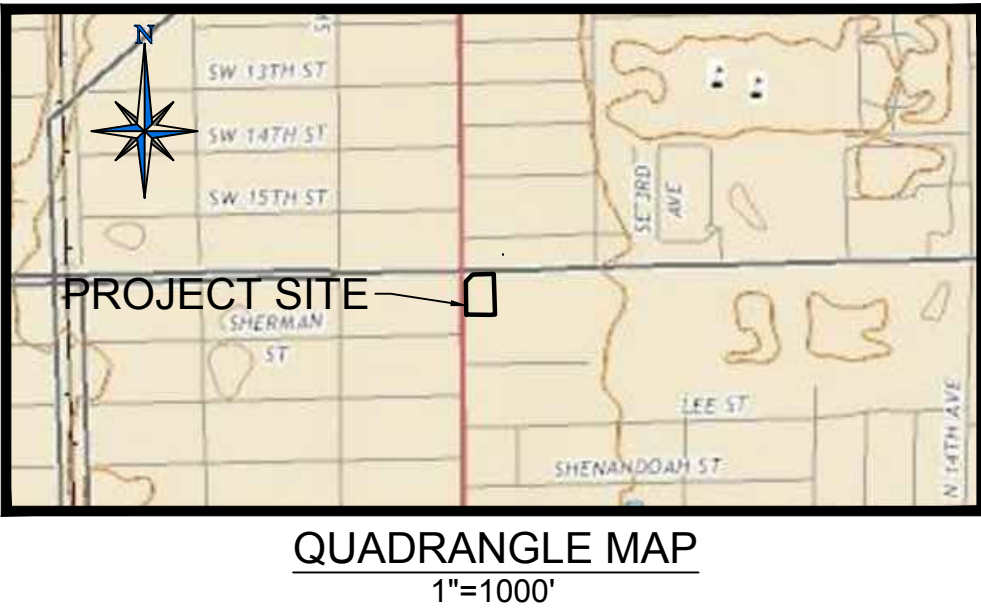 N
SW 13TH ST
SW 14TH ST
SW 15TH ST
SE 3RD
AVE
PROJECT SITE
SHERMAN
ST
LEE ST
SHENANDOAH ST
N 14TH AVE
QUADRANGLE MAP
1"=1000'